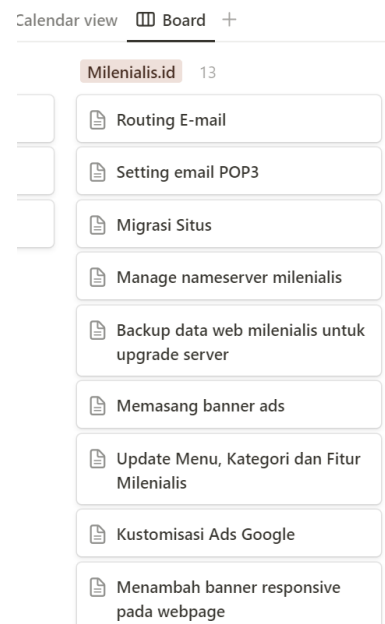 Calendar view Board
Milenialis.id 13
Routing E-mail
Setting email POP3
Migrasi Situs
Manage nameserver milenialis
Backup data web milenialis untuk
upgrade server
Memasang banner ads
Update Menu, Kategori dan Fitur
Milenialis
Kustomisasi Ads Google
Menambah banner responsive
pada webpage